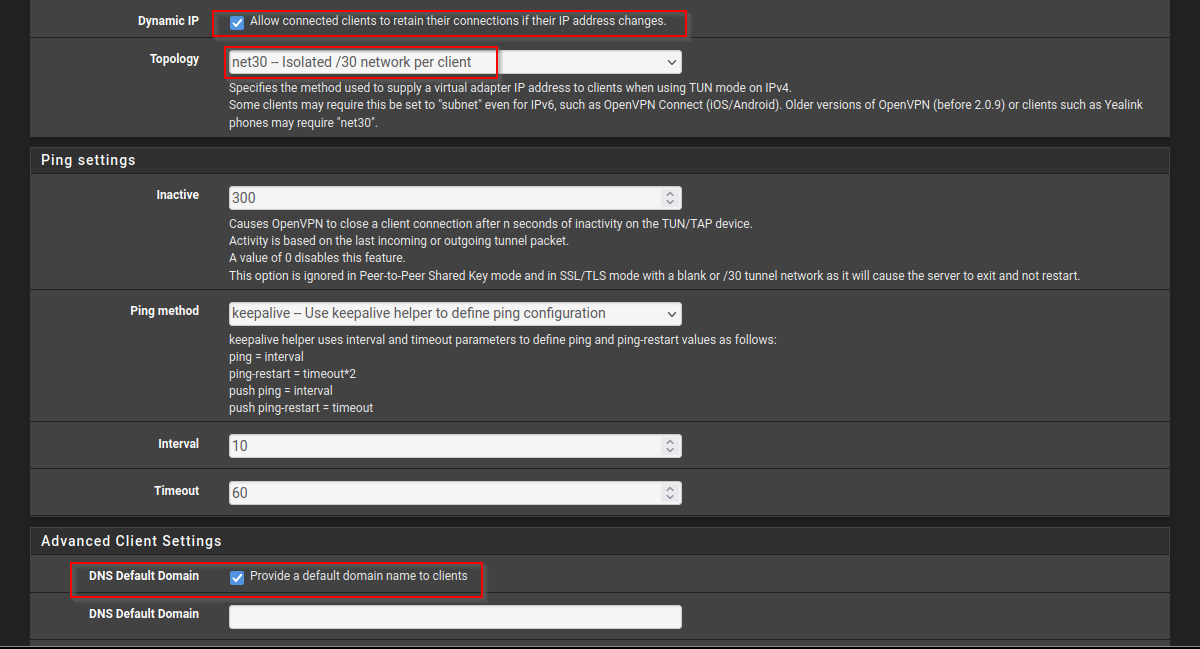 Dynamic IP
Allow connected clients to retain their connections if their IP address changes.
Topology
net30 -- Isolated /30 network per client
Specifies the method used to supply a virtual adapter IP address to clients when using TUN mode on IPv4.
Some clients may require this be set to "subnet" even for IPv6, such as OpenVPN Connect (iOS/Android). Older versions of OpenVPN (before 2.0.9) or clients such as Yealink
phones may require "net30".
Ping settings
Inactive
300
Causes OpenVPN to close a client connection after n seconds of inactivity on the TUN/TAP device.
Activity is based on the last incoming or outgoing tunnel packet.
A value of 0 disables this feature.
This option is ignored in Peer-to-Peer Shared Key mode and in SSL/TLS mode with a blank or /30 tunnel network as it will cause the server to exit and not restart.
Ping method
keepalive -- Use keepalive helper to define ping configuration
keepalive helper uses interval and timeout parameters to define ping and ping-restart values as follows:
ping = interval
ping-restart = timeout*2
push ping = interval
push ping-restart = timeout
Interval
10
Timeout
60
Advanced Client Settings
DNS Default Domain
Provide a default domain name to clients
DNS Default Domain